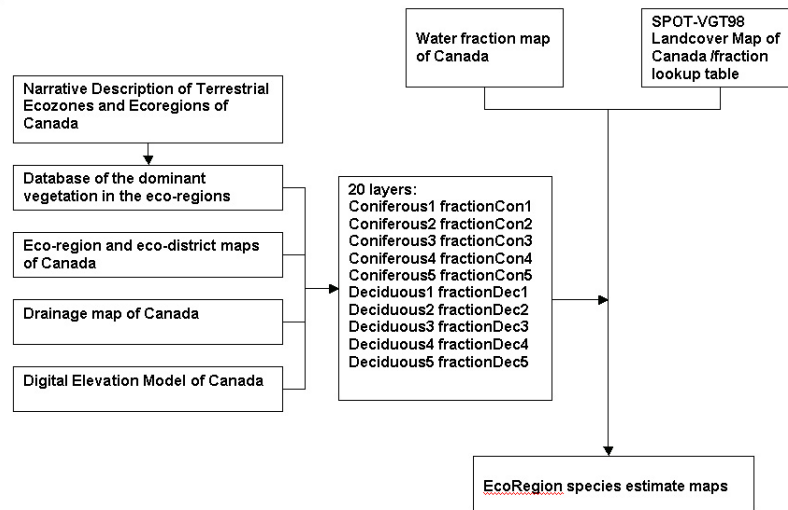 Water fraction map
of Canada
SPOT-VGT98
Landcover Map of
Canada /fraction
lookup table
Narrative Description of Terrestrial
Ecozones and Ecoregions of
Canada
Database of the dominant
vegetation in the eco-regions
Eco-region and eco-district maps
of Canada
Drainage map of Canada
Digital Elevation Model of Canada
20 layers:
Coniferous1 fractionCon1
Coniferous2 fractionCon2
Coniferous3 fractionCon3
Coniferous4 fractionCon4
Coniferous5 fractionCon5
Deciduous1 fractionDec1
Deciduous2 fractionDec2
Deciduous3 fractionDec3
Deciduous4 fractionDec4
Deciduous5 fractionDec5
EcoRegion species estimate maps